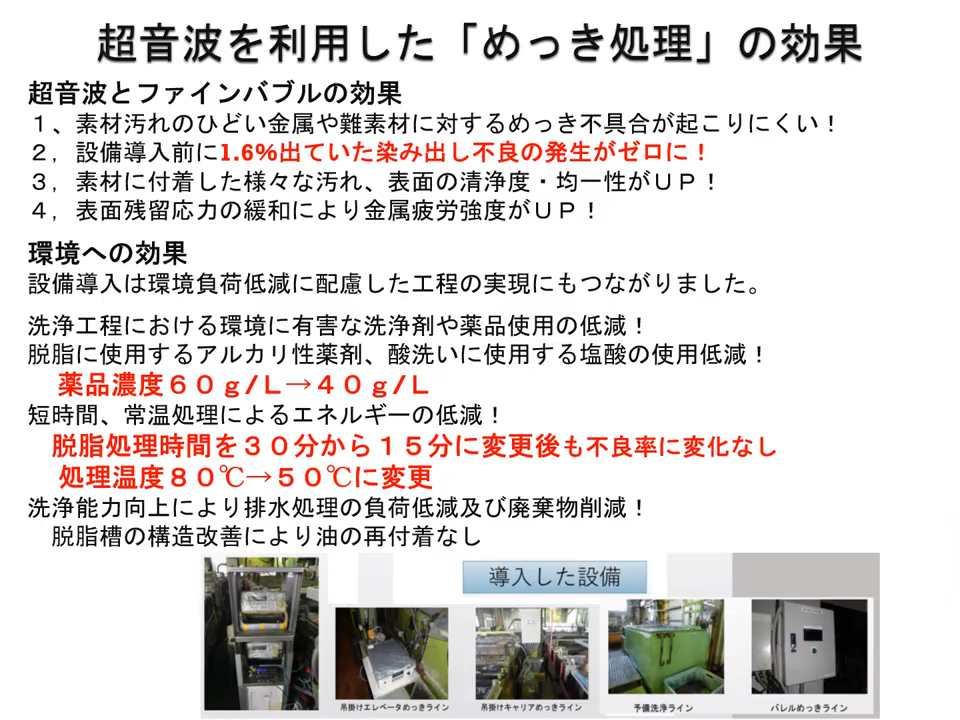 超音波を利用した「めっき処理」の効果
超音波とファインバブルの効果
１、素材汚れのひどい金属や難素材に対するめっき不具合が起こりにくい！
２，設備導入前に1.6%出ていた染み出し不良の発生がゼロに！
３，素材に付着した様々な汚れ、表面の清浄度・均一性がＵＰ！
４，表面残留応力の緩和により金属疲労強度がＵＰ！
環境への効果
設備導入は環境負荷低減に配慮した工程の実現にもつながりました。
洗浄工程における環境に有害な洗浄剤や薬品使用の低減！
脱脂に使用するアルカリ性薬剤、酸洗いに使用する塩酸の使用低減！
薬品濃度６０ｇ/Ｌ→４０ｇ/Ｌ
短時間、常温処理によるエネルギーの低減！
脱脂処理時間を３０分から１５分に変更後も不良率に変化なし
処理温度８０℃→５０℃に変更
洗浄能力向上により排水処理の負荷低減及び廃棄物削減！
脱脂槽の構造改善により油の再付着なし
導入した設備
吊掛けエレベータめっきライン
吊掛けキャリアめっきライン
予備洗浄ライン
バレルめっきライン